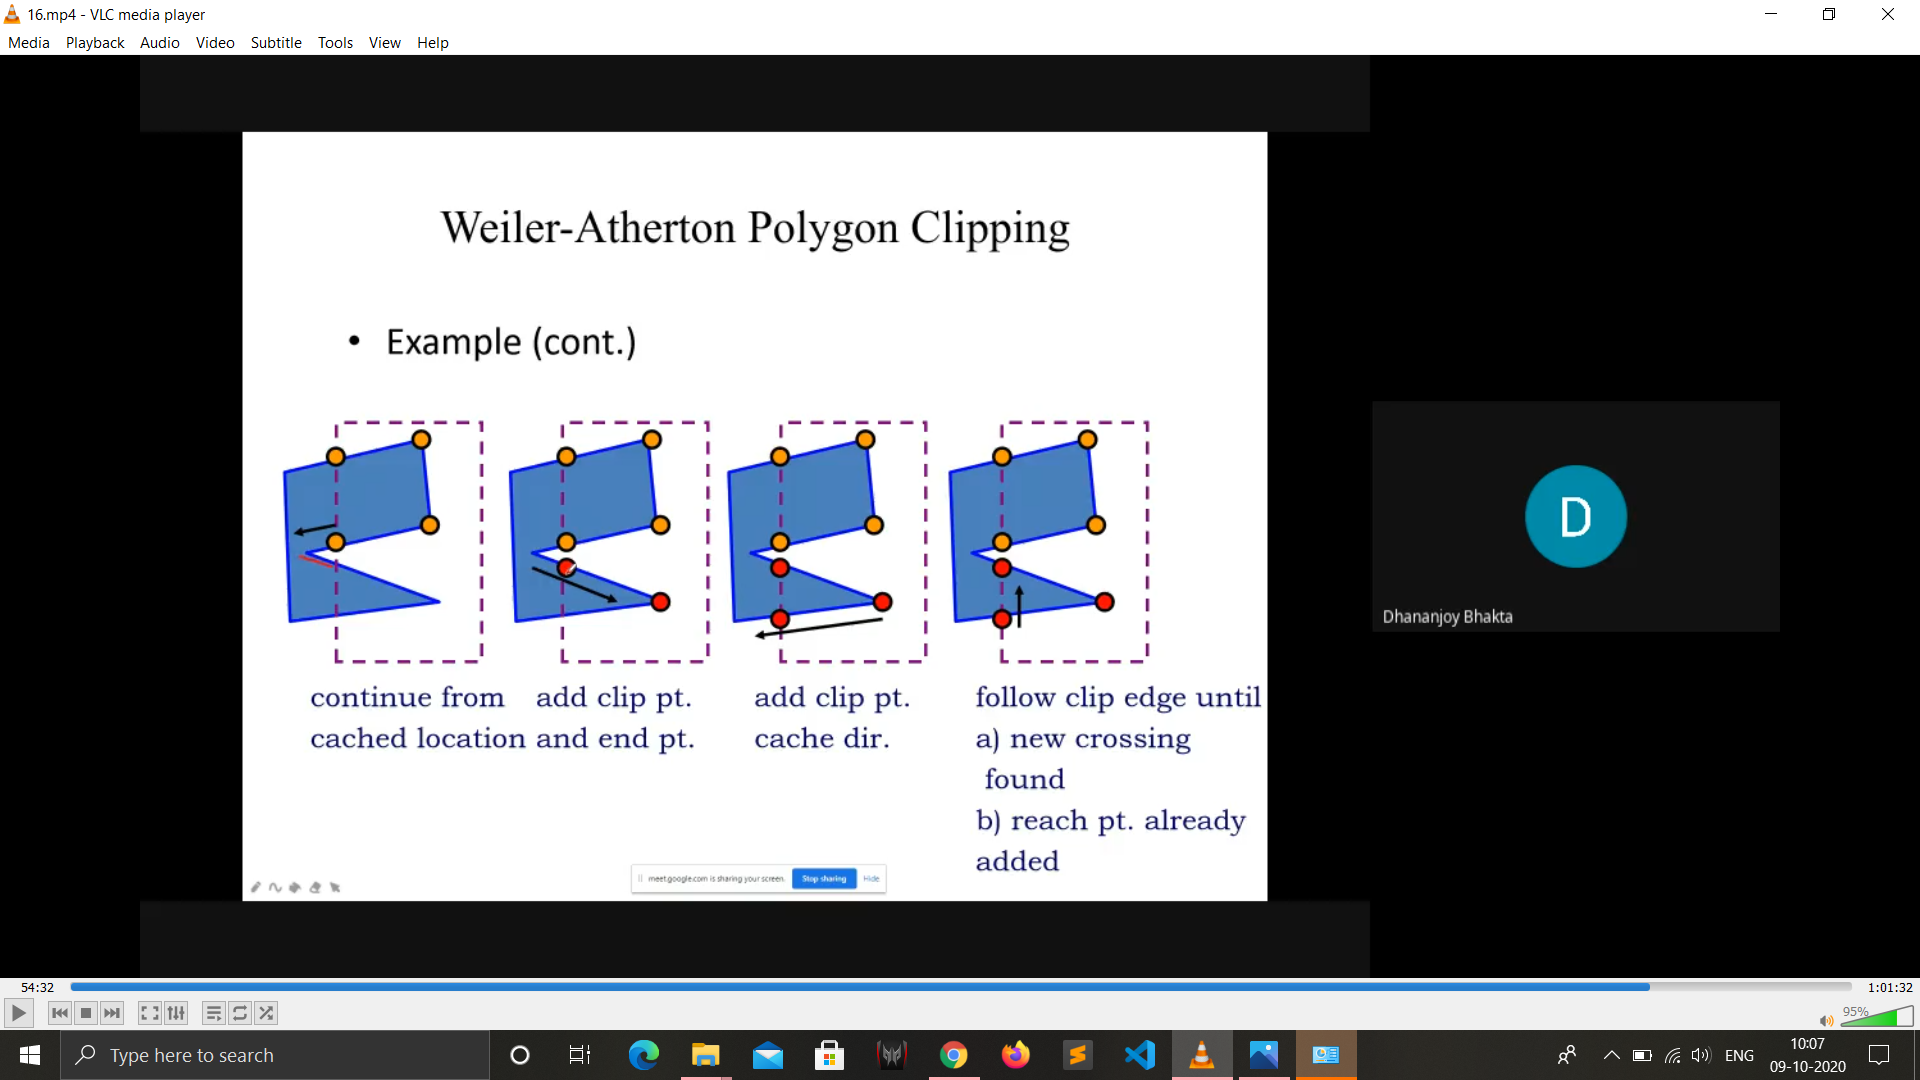 16.mp4 - VLC media player
Media Playback Audio Video Subtitle Tools View Help
Weiler-Atherton Polygon Clipping
• Example (cont.)
continue from
cached location
add clip pt.
and end pt.
add clip pt.
cache dir.
follow clip edge until
a) new crossing
found
b) reach pt. already
added
meet.google.com is sharing your screen. Stop sharing Hide
D
Dhananjoy Bhakta
54:32
1:01:32
95%
Type here to search
ENG
10:07
09-10-2020